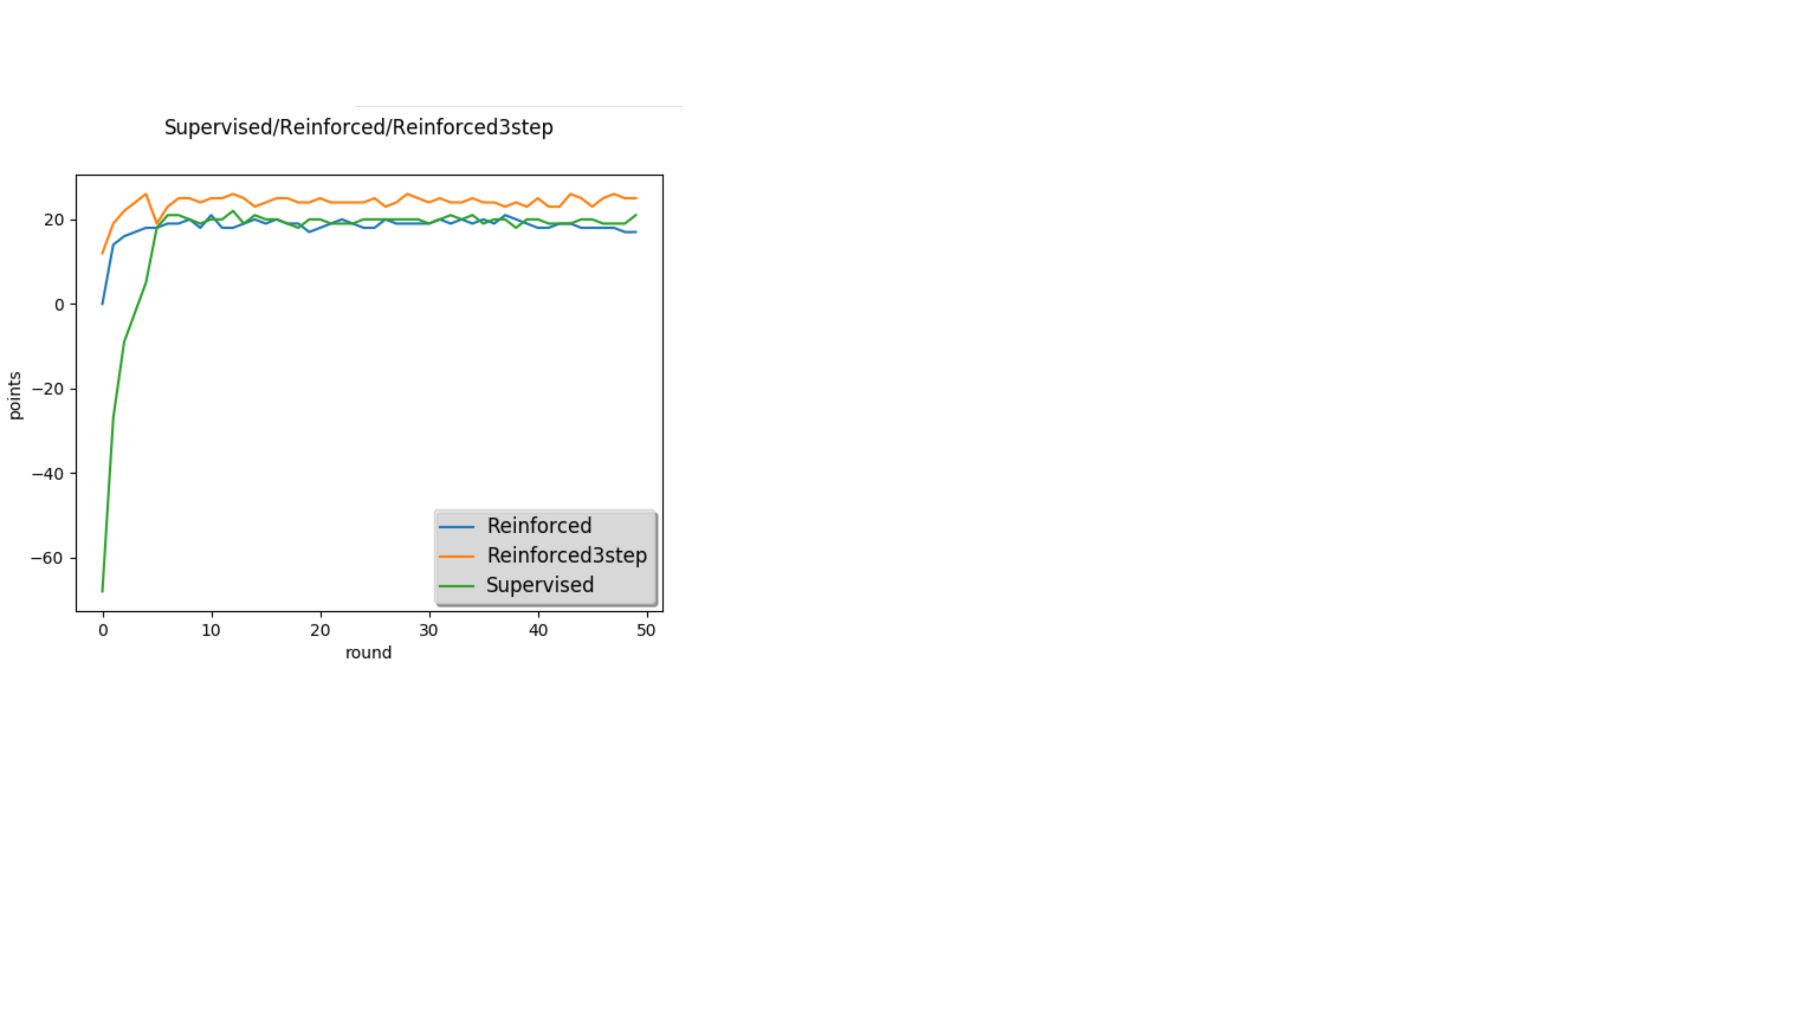 Supervised/Reinforced/Reinforced3step
points
20
0
−20
−40
−60
Reinforced
Reinforced3step
Supervised
0 10 20 30 40 50
round